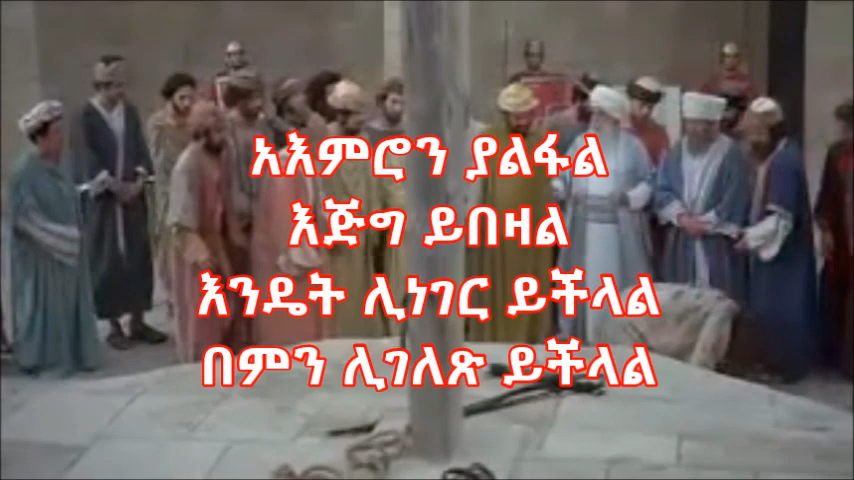 አእምሮን ያልፋል
እጅግ ይበዛል
እንዴት ሊነገር ይችላል
በምን ሊገለጽ ይችላል